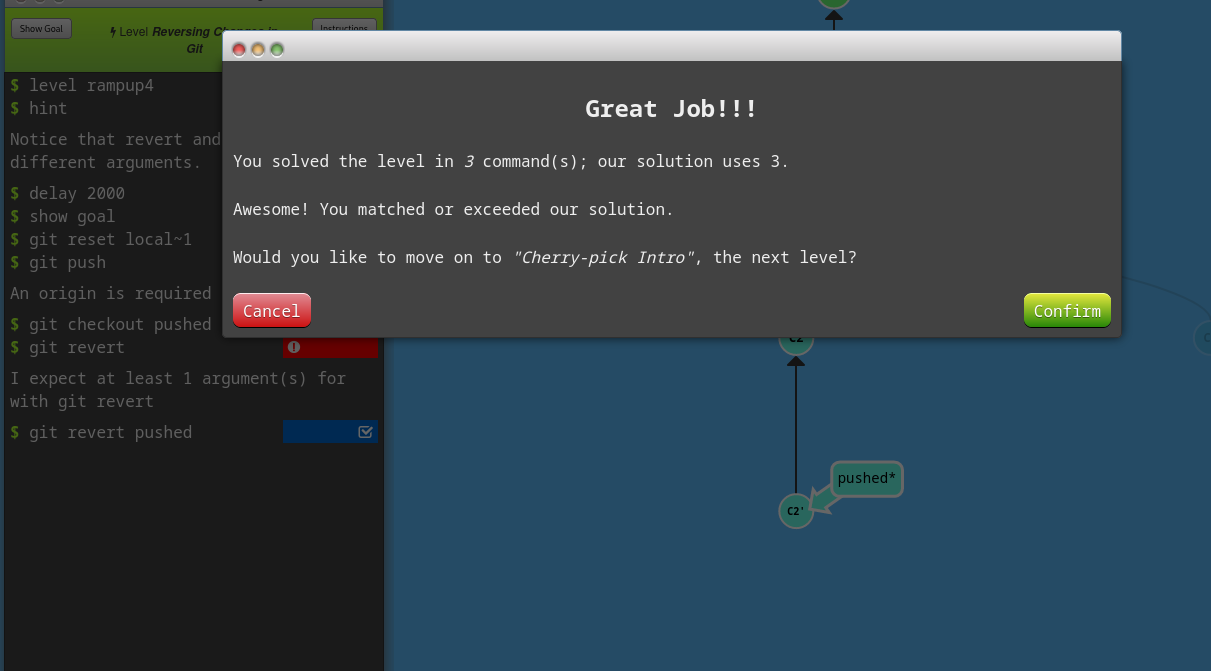 Show Goal
Level Reversing Changes in
Git
Instructions
$ level rampup4
$ hint
Notice that revert and
different arguments.
$ delay 2000
$ show goal
$ git reset local~1
$ git push
An origin is required
$ git checkout pushed
$ git revert
I expect at least 1 argument(s) for
with git revert
$ git revert pushed
Great Job!!!
You solved the level in 3 command(s); our solution uses 3.
Awesome! You matched or exceeded our solution.
Would you like to move on to "Cherry-pick Intro", the next level?
Cancel
Confirm
C2
pushed*
C2'